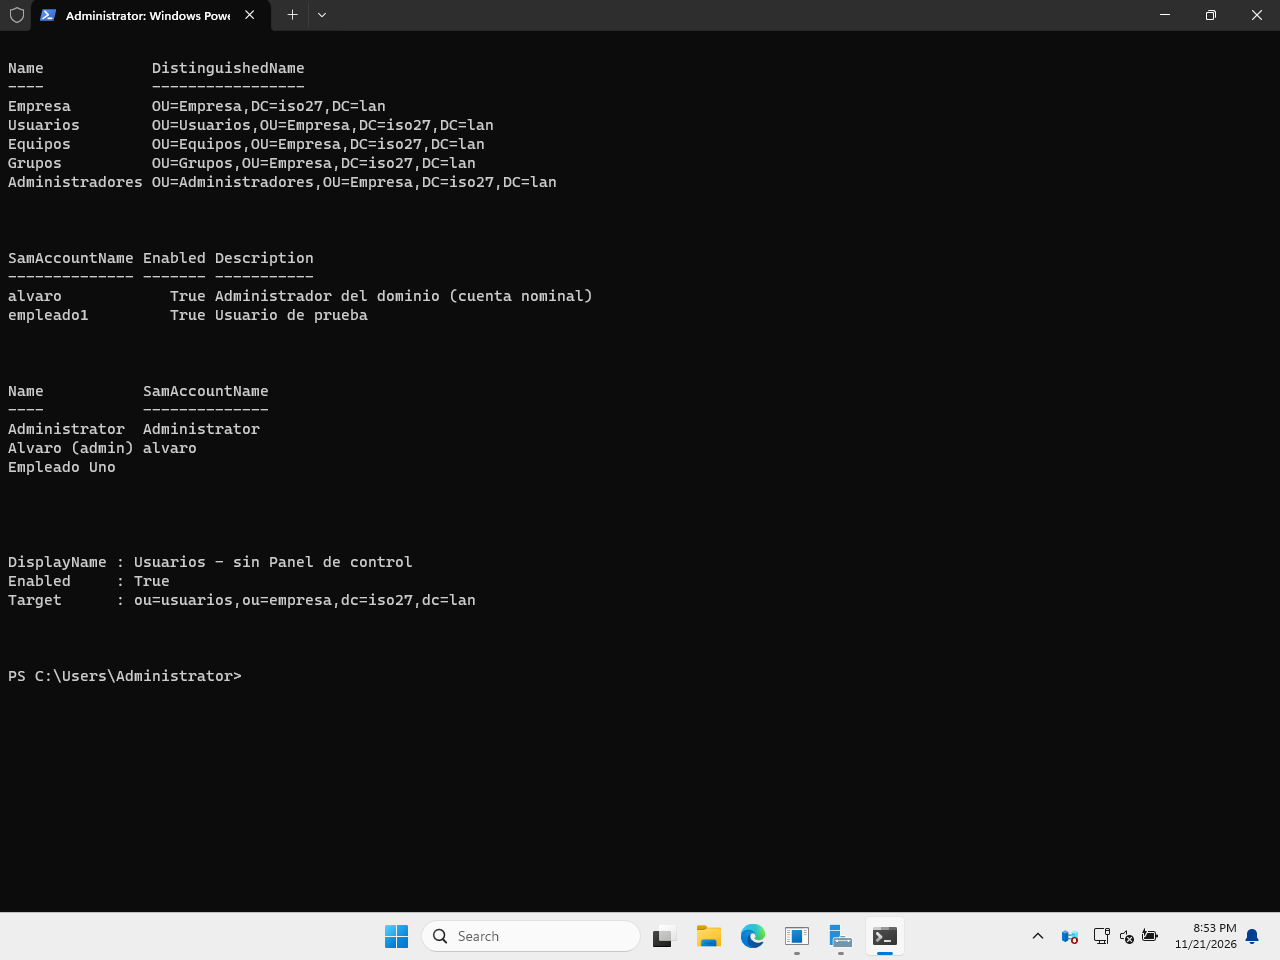 Administrator: Windows Powe
Name            DistinguishedName
----            -----------------
Empresa         OU=Empresa,DC=iso27,DC=lan
Usuarios        OU=Usuarios,OU=Empresa,DC=iso27,DC=lan
Equipos         OU=Equipos,OU=Empresa,DC=iso27,DC=lan
Grupos          OU=Grupos,OU=Empresa,DC=iso27,DC=lan
Administradores OU=Administradores,OU=Empresa,DC=iso27,DC=lan
SamAccountName Enabled Description
-------------- ------- -----------
alvaro            True Administrador del dominio (cuenta nominal)
empleado1         True Usuario de prueba
Name           SamAccountName
----           --------------
Administrator  Administrator
Alvaro (admin) alvaro
Empleado Uno
DisplayName : Usuarios - sin Panel de control
Enabled     : True
Target      : ou=usuarios,ou=empresa,dc=iso27,dc=lan
PS C:\Users\Administrator>
Search
8:53 PM
11/21/2026